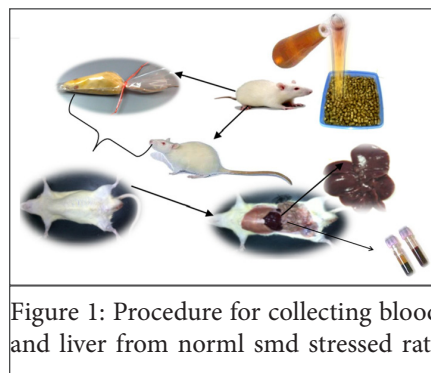 Figure 1: Procedure for collecting blood
and liver from norml smd stressed rat